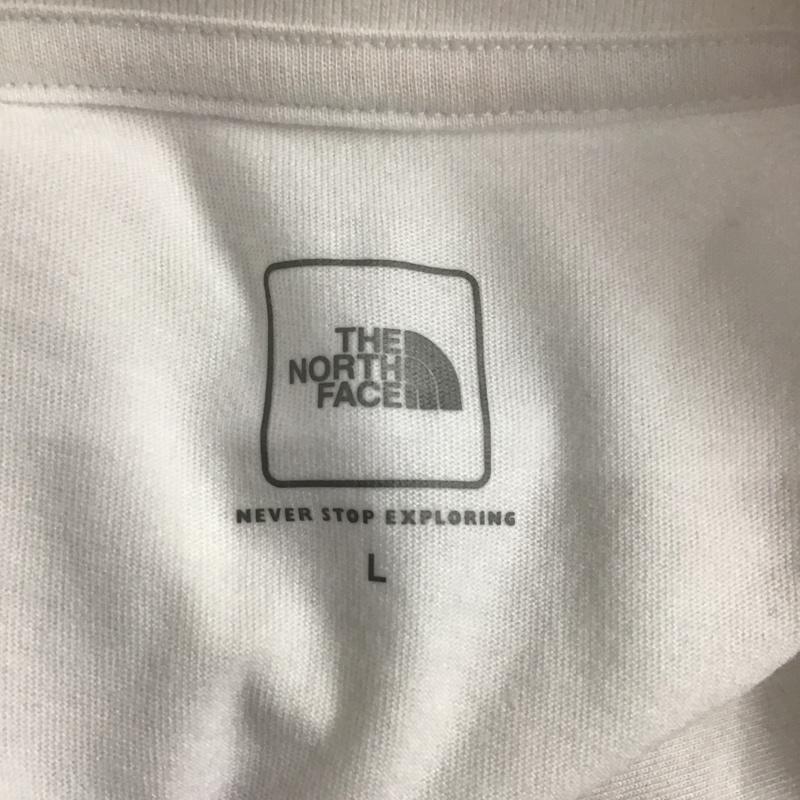 THE
NORTH
FACE
NEVER STOP EXPLORING
L